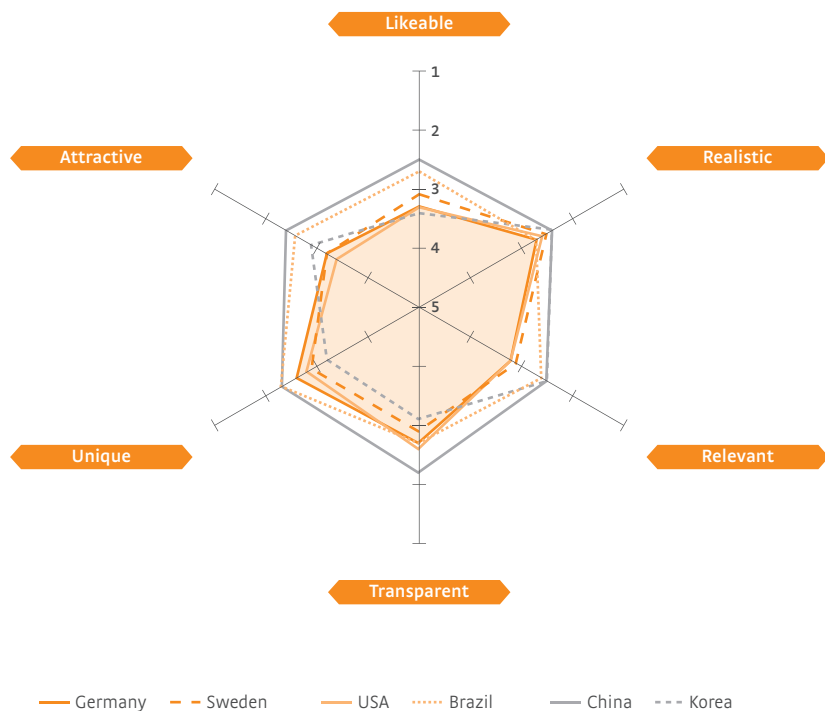 Likeable
1
2
Attractive
Realistic
3
4
5
Unique
Relevant
Transparent
Germany Sweden USA Brazil China Korea